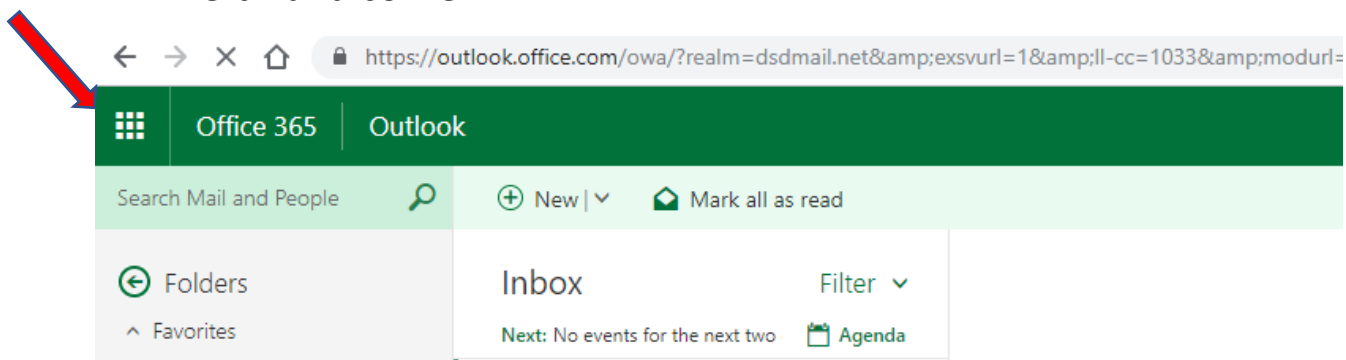 https://outlook.office.com/owa/?realm=dsdmail.net&amp;exsvurl=1&amp;ll-cc=1033&amp;modurl=
Office 365 Outlook
Search Mail and People New Mark all as read
Folders Inbox Filter
Favorites Next: No events for the next two Agenda